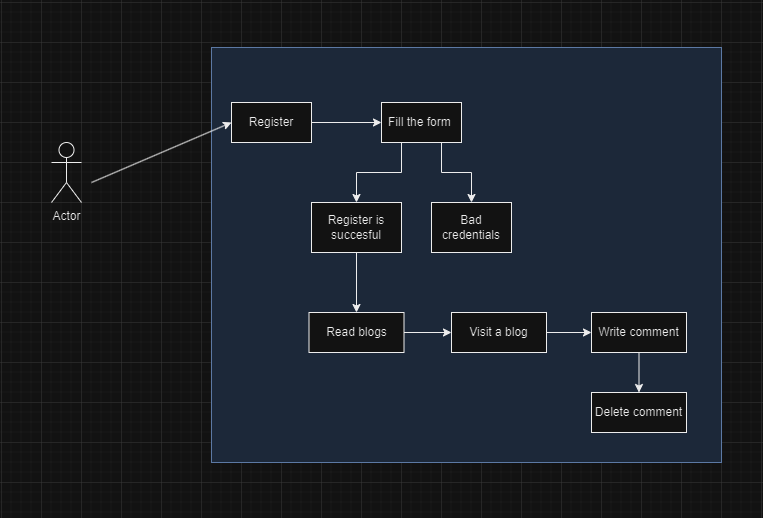 Register
Fill the form
Actor
Register is
succesful
Bad
credentials
Read blogs
Visit a blog
Write comment
Delete comment